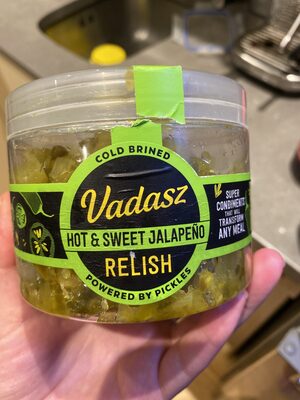 COLD BRINED
Vadasz
HOT & SWEET JALAPEÑO
RELISH
POWERED BY PICKLES
SUPER
CONDIMENTS
THAT WILL
TRANSFORM
ANY MEAL